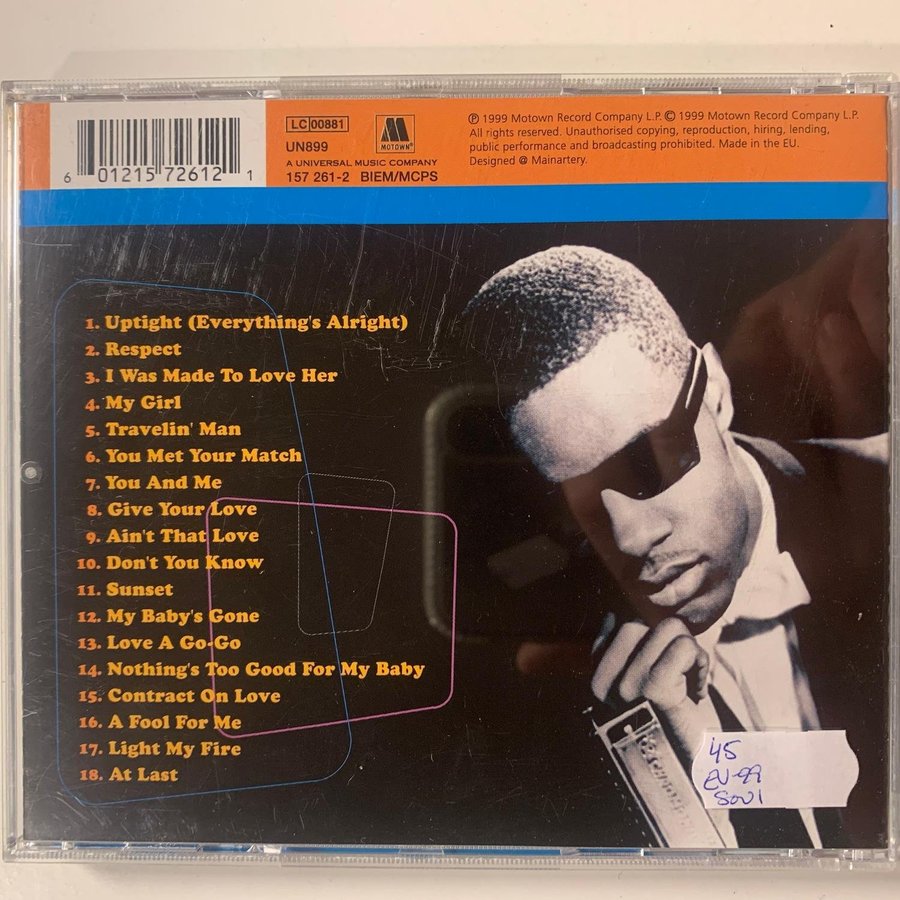 6 01215 72612 1
LC 00881
UN899
MOTOWN®
A UNIVERSAL MUSIC COMPANY
157 261-2 BIEM/MCPS
℗ 1999 Motown Record Company L.P. © 1999 Motown Record Company L.P.
All rights reserved. Unauthorised copying, reproduction, hiring, lending,
public performance and broadcasting prohibited. Made in the EU.
Designed @ Mainartery.
1. Uptight (Everything's Alright)
2. Respect
3. I Was Made To Love Her
4. My Girl
5. Travelin' Man
6. You Met Your Match
7. You And Me
8. Give Your Love
9. Ain't That Love
10. Don't You Know
11. Sunset
12. My Baby's Gone
13. Love A Go-Go
14. Nothing's Too Good For My Baby
15. Contract On Love
16. A Fool For Me
17. Light My Fire
18. At Last
45
EU-99
SOUL